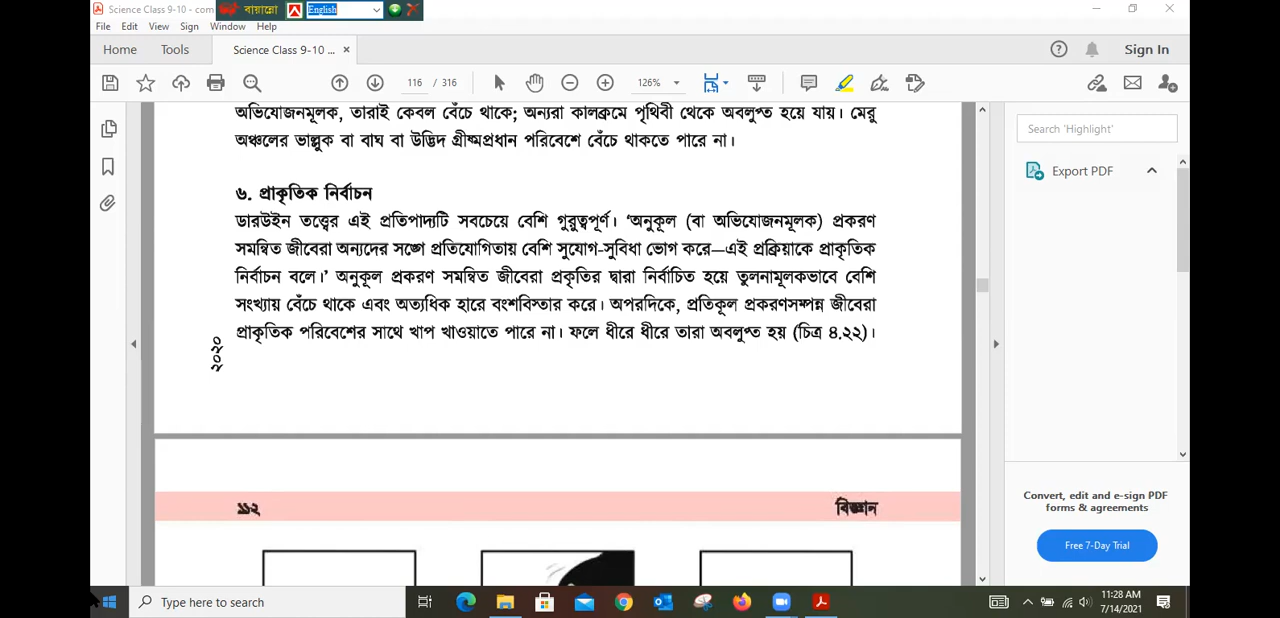 Science Class 9-10 - com
বায়ান্নো
English
File Edit View Sign Window Help
Home Tools Science Class 9-10 ... × Sign In
116 / 316 126%
অভিযোজনমূলক, তারাই কেবল বেঁচে থাকে; অন্যরা কালক্রমে পৃথিবী থেকে অবলুপ্ত হয়ে যায়। মেরু
অঞ্চলের ভাল্লুক বা বাঘ বা উদ্ভিদ গ্রীষ্মপ্রধান পরিবেশে বেঁচে থাকতে পারে না।
৬. প্রাকৃতিক নির্বাচন
ডারউইন তত্ত্বের এই প্রতিপাদ্যটি সবচেয়ে বেশি গুরুত্বপূর্ণ। ‘অনুকূল (বা অভিযোজনমূলক) প্রকরণ
সমন্বিত জীবেরা অন্যদের সঙ্গে প্রতিযোগিতায় বেশি সুযোগ-সুবিধা ভোগ করে—এই প্রক্রিয়াকে প্রাকৃতিক
নির্বাচন বলে।’ অনুকূল প্রকরণ সমন্বিত জীবেরা প্রকৃতির দ্বারা নির্বাচিত হয়ে তুলনামূলকভাবে বেশি
সংখ্যায় বেঁচে থাকে এবং অত্যধিক হারে বংশবিস্তার করে। অপরদিকে, প্রতিকূল প্রকরণসম্পন্ন জীবেরা
প্রাকৃতিক পরিবেশের সাথে খাপ খাওয়াতে পারে না। ফলে ধীরে ধীরে তারা অবলুপ্ত হয় (চিত্র ৪.২২)।
২০২০
১১২ বিজ্ঞান
Search 'Highlight'
Export PDF
Convert, edit and e-sign PDF
forms & agreements
Free 7-Day Trial
Type here to search
11:28 AM
7/14/2021